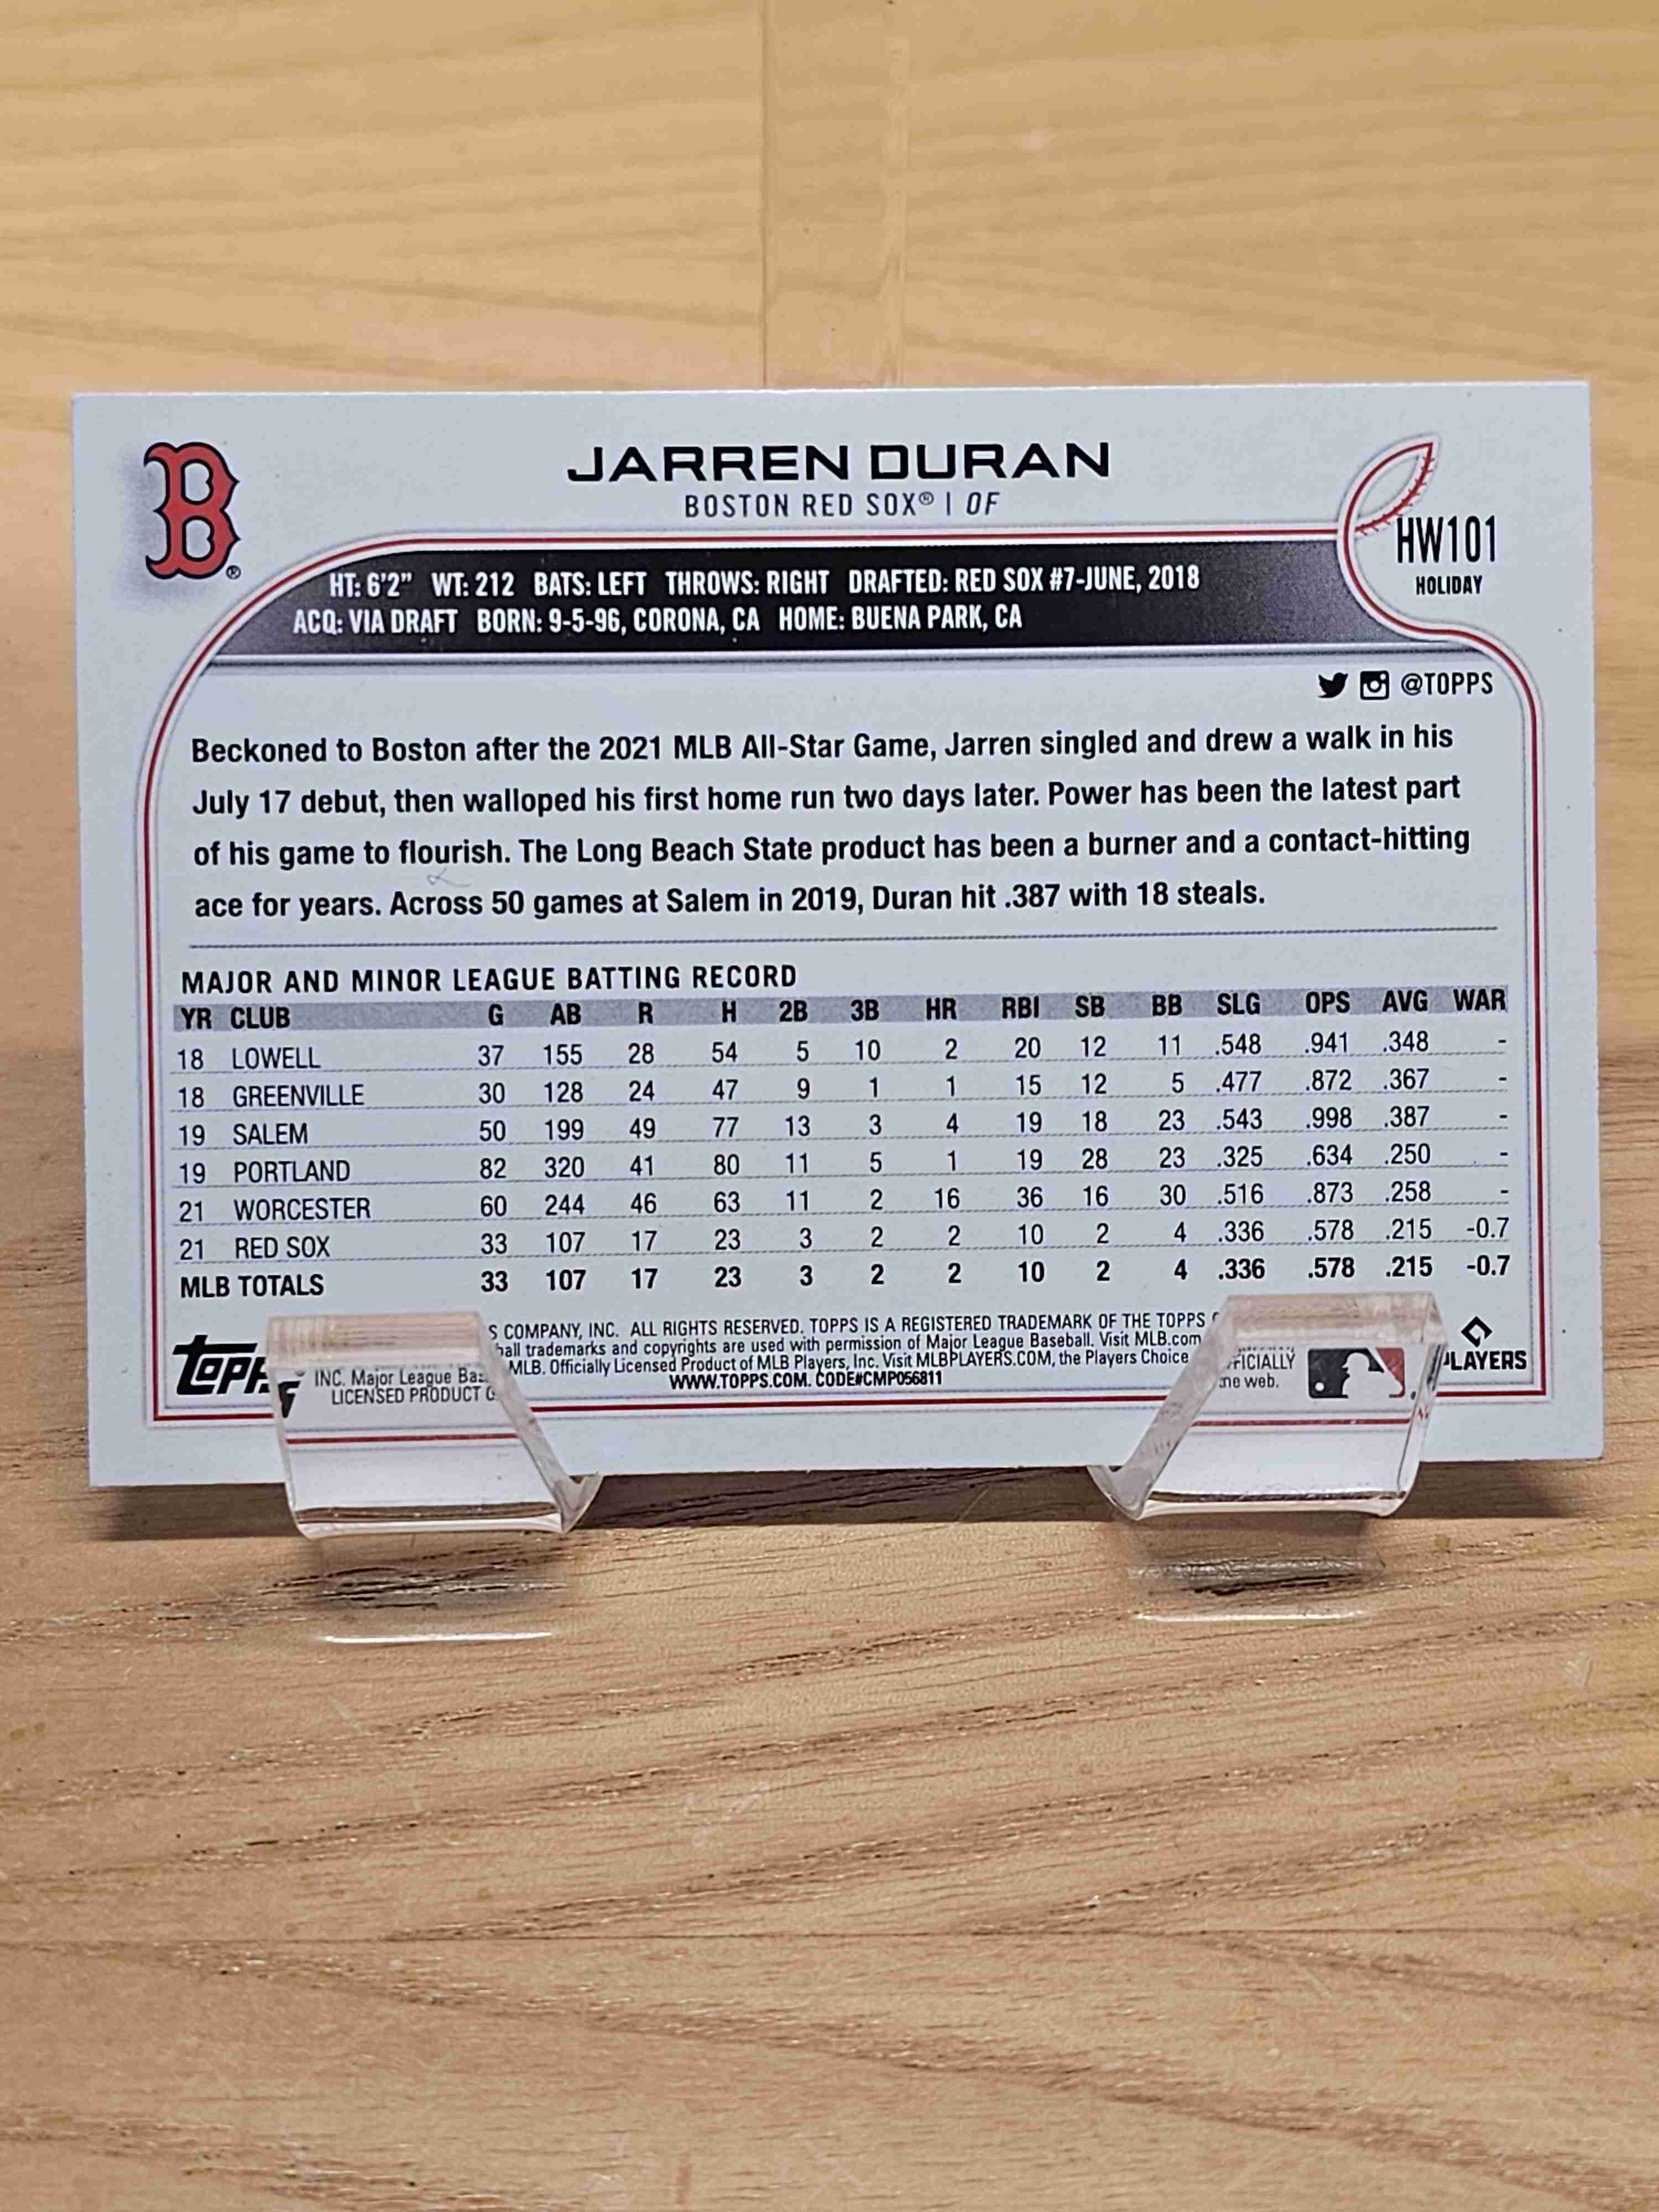 B®
JARREN DURAN
BOSTON RED SOX® | OF
HW101
HOLIDAY
HT: 6'2" WT: 212 BATS: LEFT THROWS: RIGHT DRAFTED: RED SOX #7-JUNE, 2018
ACQ: VIA DRAFT BORN: 9-5-96, CORONA, CA HOME: BUENA PARK, CA
@TOPPS
Beckoned to Boston after the 2021 MLB All-Star Game, Jarren singled and drew a walk in his
July 17 debut, then walloped his first home run two days later. Power has been the latest part
of his game to flourish. The Long Beach State product has been a burner and a contact-hitting
ace for years. Across 50 games at Salem in 2019, Duran hit .387 with 18 steals.
MAJOR AND MINOR LEAGUE BATTING RECORD
YR CLUB G AB R H 2B 3B HR RBI SB BB SLG OPS AVG WAR
18 LOWELL 37 155 28 54 5 10 2 20 12 11 .548 .941 .348 -
18 GREENVILLE 30 128 24 47 9 1 1 15 12 5 .477 .872 .367 -
19 SALEM 50 199 49 77 13 3 4 19 18 23 .543 .998 .387 -
19 PORTLAND 82 320 41 80 11 5 1 19 28 23 .325 .634 .250 -
21 WORCESTER 60 244 46 63 11 2 16 36 16 30 .516 .873 .258 -
21 RED SOX 33 107 17 23 3 2 2 10 2 4 .336 .578 .215 -0.7
MLB TOTALS 33 107 17 23 3 2 2 10 2 4 .336 .578 .215 -0.7
COMPANY, INC. ALL RIGHTS RESERVED. TOPPS IS A REGISTERED TRADEMARK OF THE TOPPS
INC. Major League trademarks and copyrights are used with permission of Major League Baseball. Visit MLB.com
LICENSED PRODUCT MLB. Officially Licensed Product of MLB Players, Inc. Visit MLBPLAYERS.COM, the Players Choice web.
WWW.TOPPS.COM. CODE#CMP056811
PLAYERS